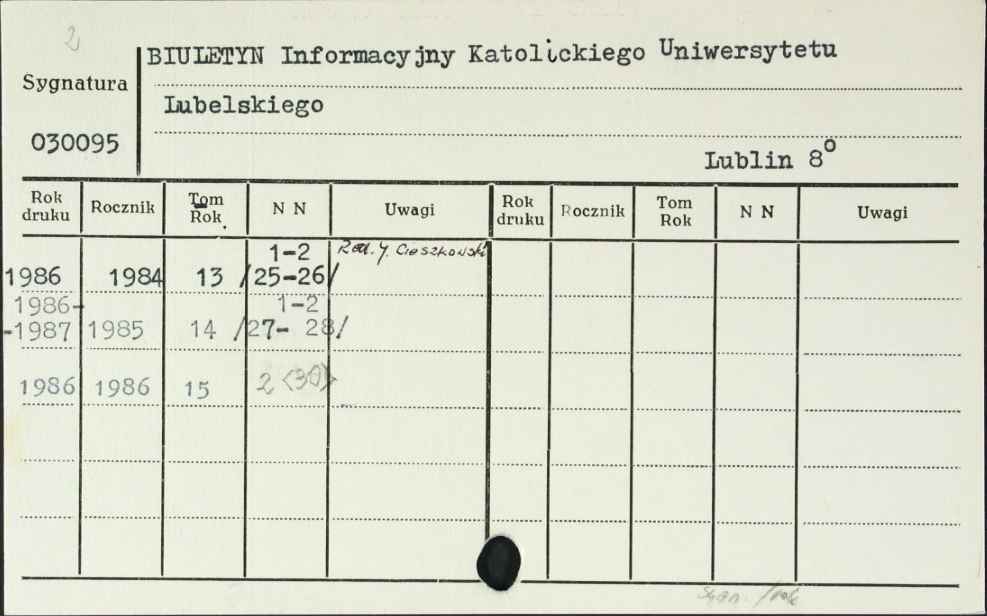 2
BIULETYN Informacyjny Katolickiego Uniwersytetu
Sygnatura
Lubelskiego
030095
Lublin 8°
Rok druku Rocznik Tom Rok. N N Uwagi Rok druku Rocznik Tom Rok N N Uwagi
1-2 Red. J. Cieszkowski
1986 1984 13 /25-26/
1986- 1-2
-1987 1985 14 /27- 28/
1986 1986 15 2 <30>